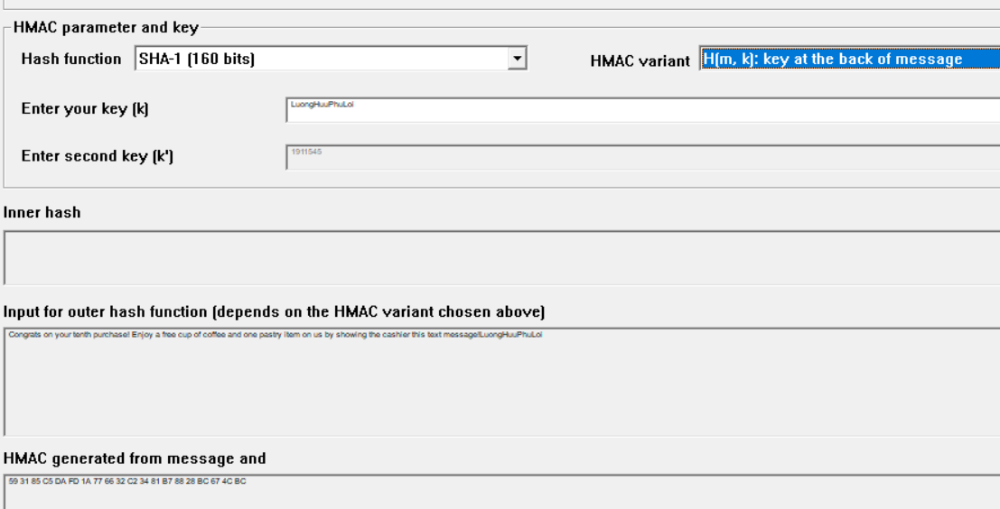 HMAC parameter and key
Hash function SHA-1 (160 bits) HMAC variant H(m, k): key at the back of message
Enter your key (k) LuongHuuPhuLoi
Enter second key (k') 1911545
Inner hash
Input for outer hash function (depends on the HMAC variant chosen above)
Congrats on your tenth purchase! Enjoy a free cup of coffee and one pastry item on us by showing the cashier this text message!LuongHuuPhuLoi
HMAC generated from message and
59 31 85 C5 DA FD 1A 77 66 32 C2 34 81 B7 88 28 BC 67 4C BC